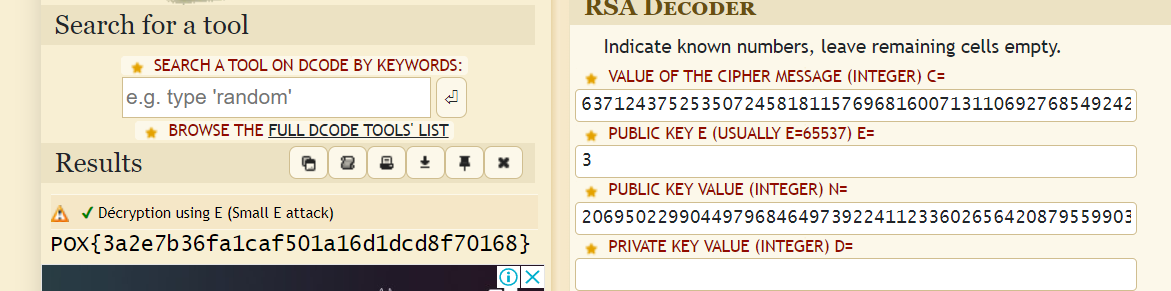 Search for a tool
SEARCH A TOOL ON DCODE BY KEYWORDS:
e.g. type 'random'
BROWSE THE FULL DCODE TOOLS' LIST
Results
Décryption using E (Small E attack)
POX{3a2e7b36fa1caf501a16d1dcd8f70168}
RSA DECODER
Indicate known numbers, leave remaining cells empty.
VALUE OF THE CIPHER MESSAGE (INTEGER) C=
637124375253507245818115769681600713110692768549242
PUBLIC KEY E (USUALLY E=65537) E=
3
PUBLIC KEY VALUE (INTEGER) N=
206950229904497968464973922411233602656420879559903
PRIVATE KEY VALUE (INTEGER) D=